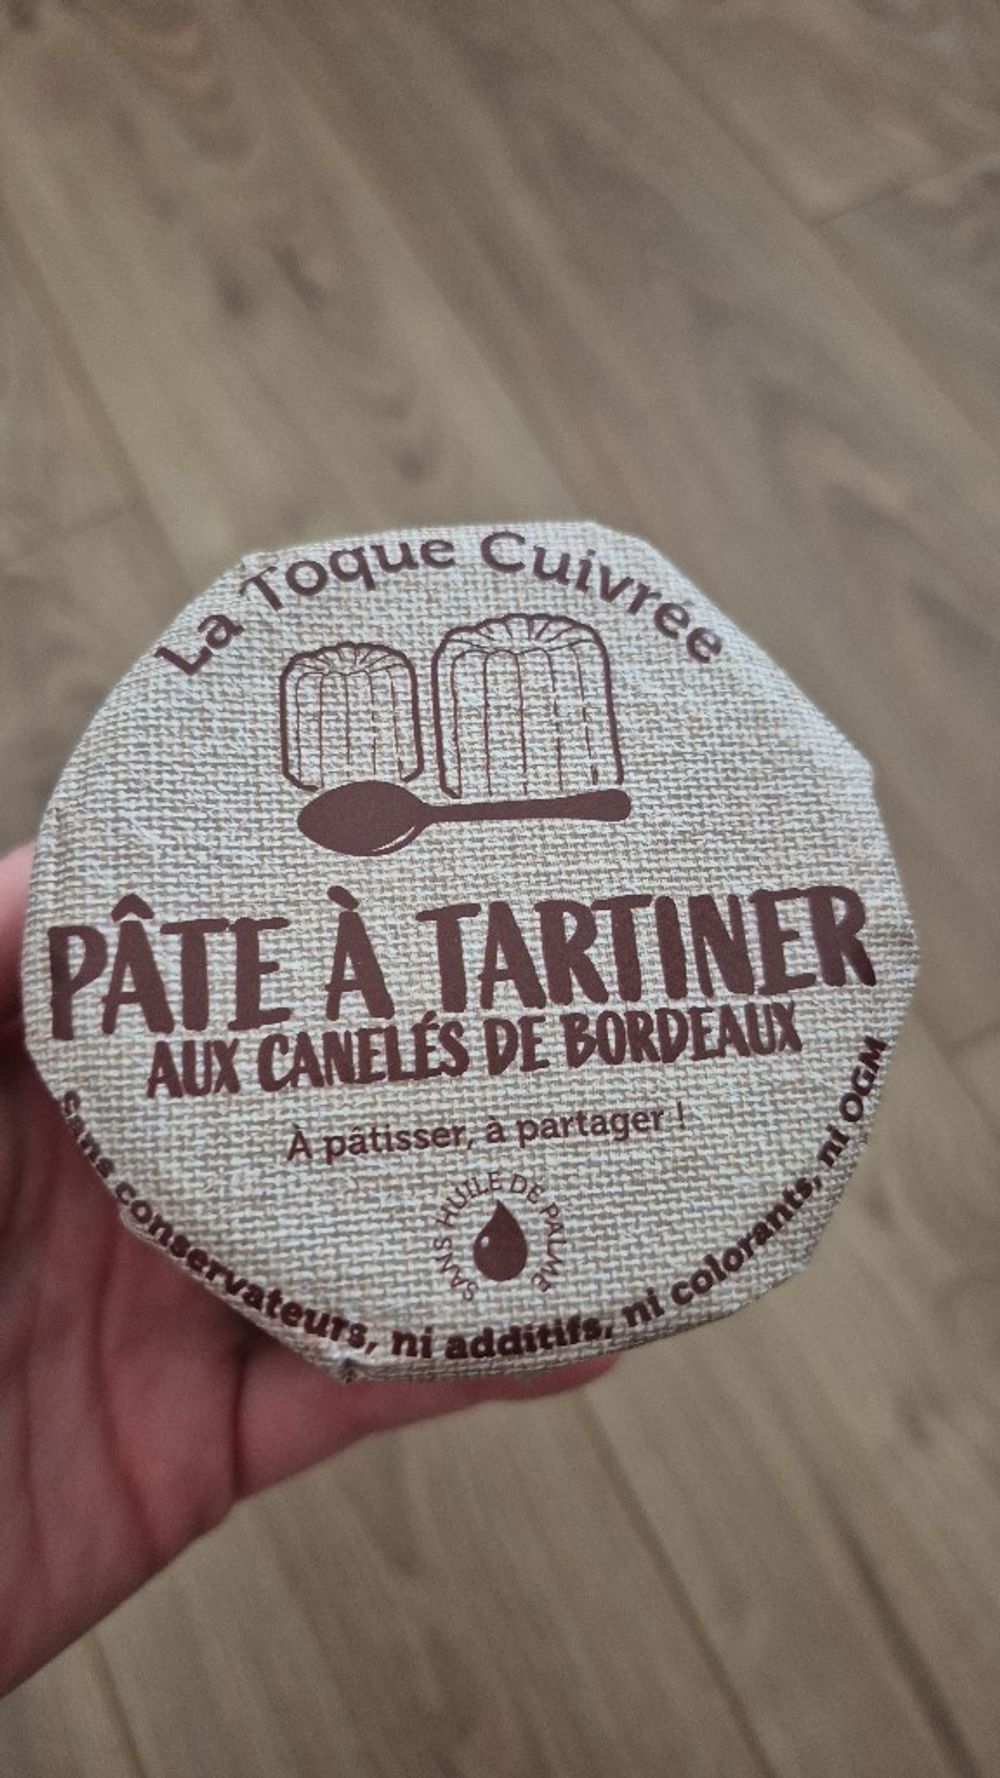 La Toque Cuivrée
PÂTE À TARTINER
AUX CANELÉS DE BORDEAUX
À pâtisser, à partager !
SANS HUILE DE PALME
sans conservateurs, ni additifs, ni colorants, ni OGM